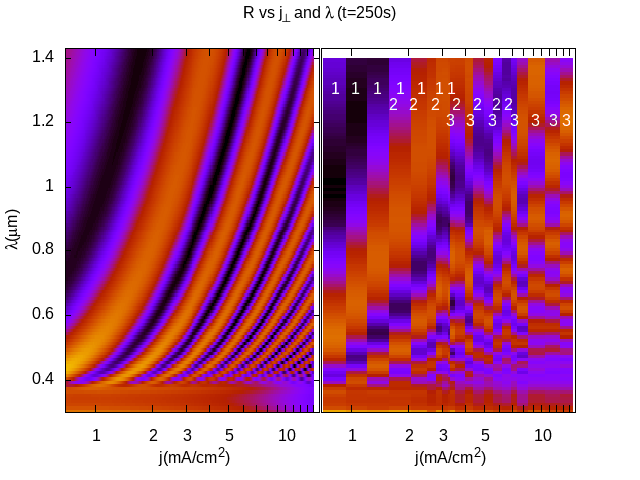 R vs j⊥ and λ (t=250s)
1.4
1.2
1
0.8
0.6
0.4
λ(µm)
1 2 3 5 10
j(mA/cm²)
1 1 1 1 1 1 1
2 2 2 2 2 2 2
3 3 3 3 3 3 3
1 2 3 5 10
j(mA/cm²)